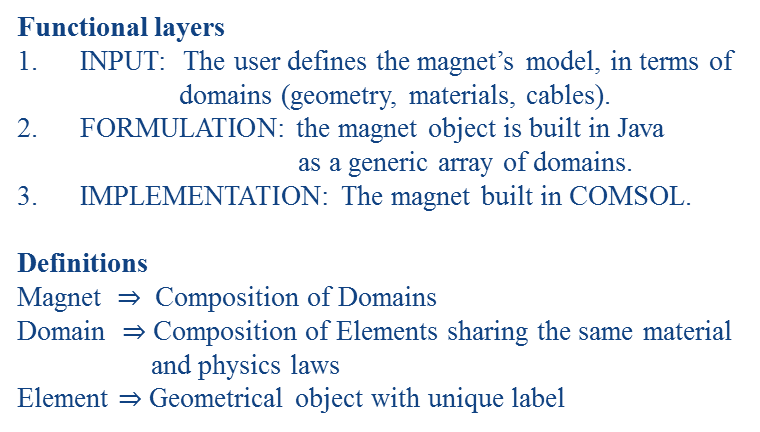 Functional layers
1. INPUT: The user defines the magnet's model, in terms of
domains (geometry, materials, cables).
2. FORMULATION: the magnet object is built in Java
as a generic array of domains.
3. IMPLEMENTATION: The magnet built in COMSOL.
Definitions
Magnet ⇒ Composition of Domains
Domain ⇒ Composition of Elements sharing the same material
and physics laws
Element ⇒ Geometrical object with unique label